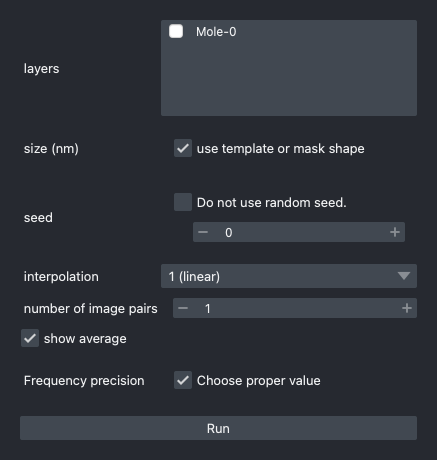 Mole-0
layers
size (nm)
use template or mask shape
Do not use random seed.
seed
0
interpolation
1 (linear)
number of image pairs
1
show average
Frequency precision
Choose proper value
Run